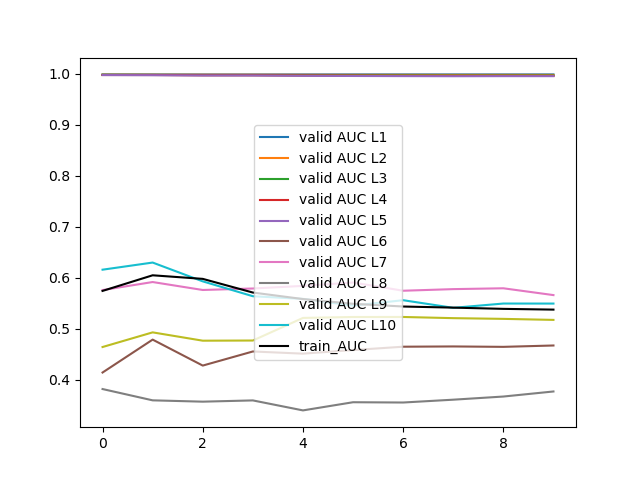 1.0
0.9
0.8
0.7
0.6
0.5
0.4
valid AUC L1
valid AUC L2
valid AUC L3
valid AUC L4
valid AUC L5
valid AUC L6
valid AUC L7
valid AUC L8
valid AUC L9
valid AUC L10
train_AUC
0 2 4 6 8